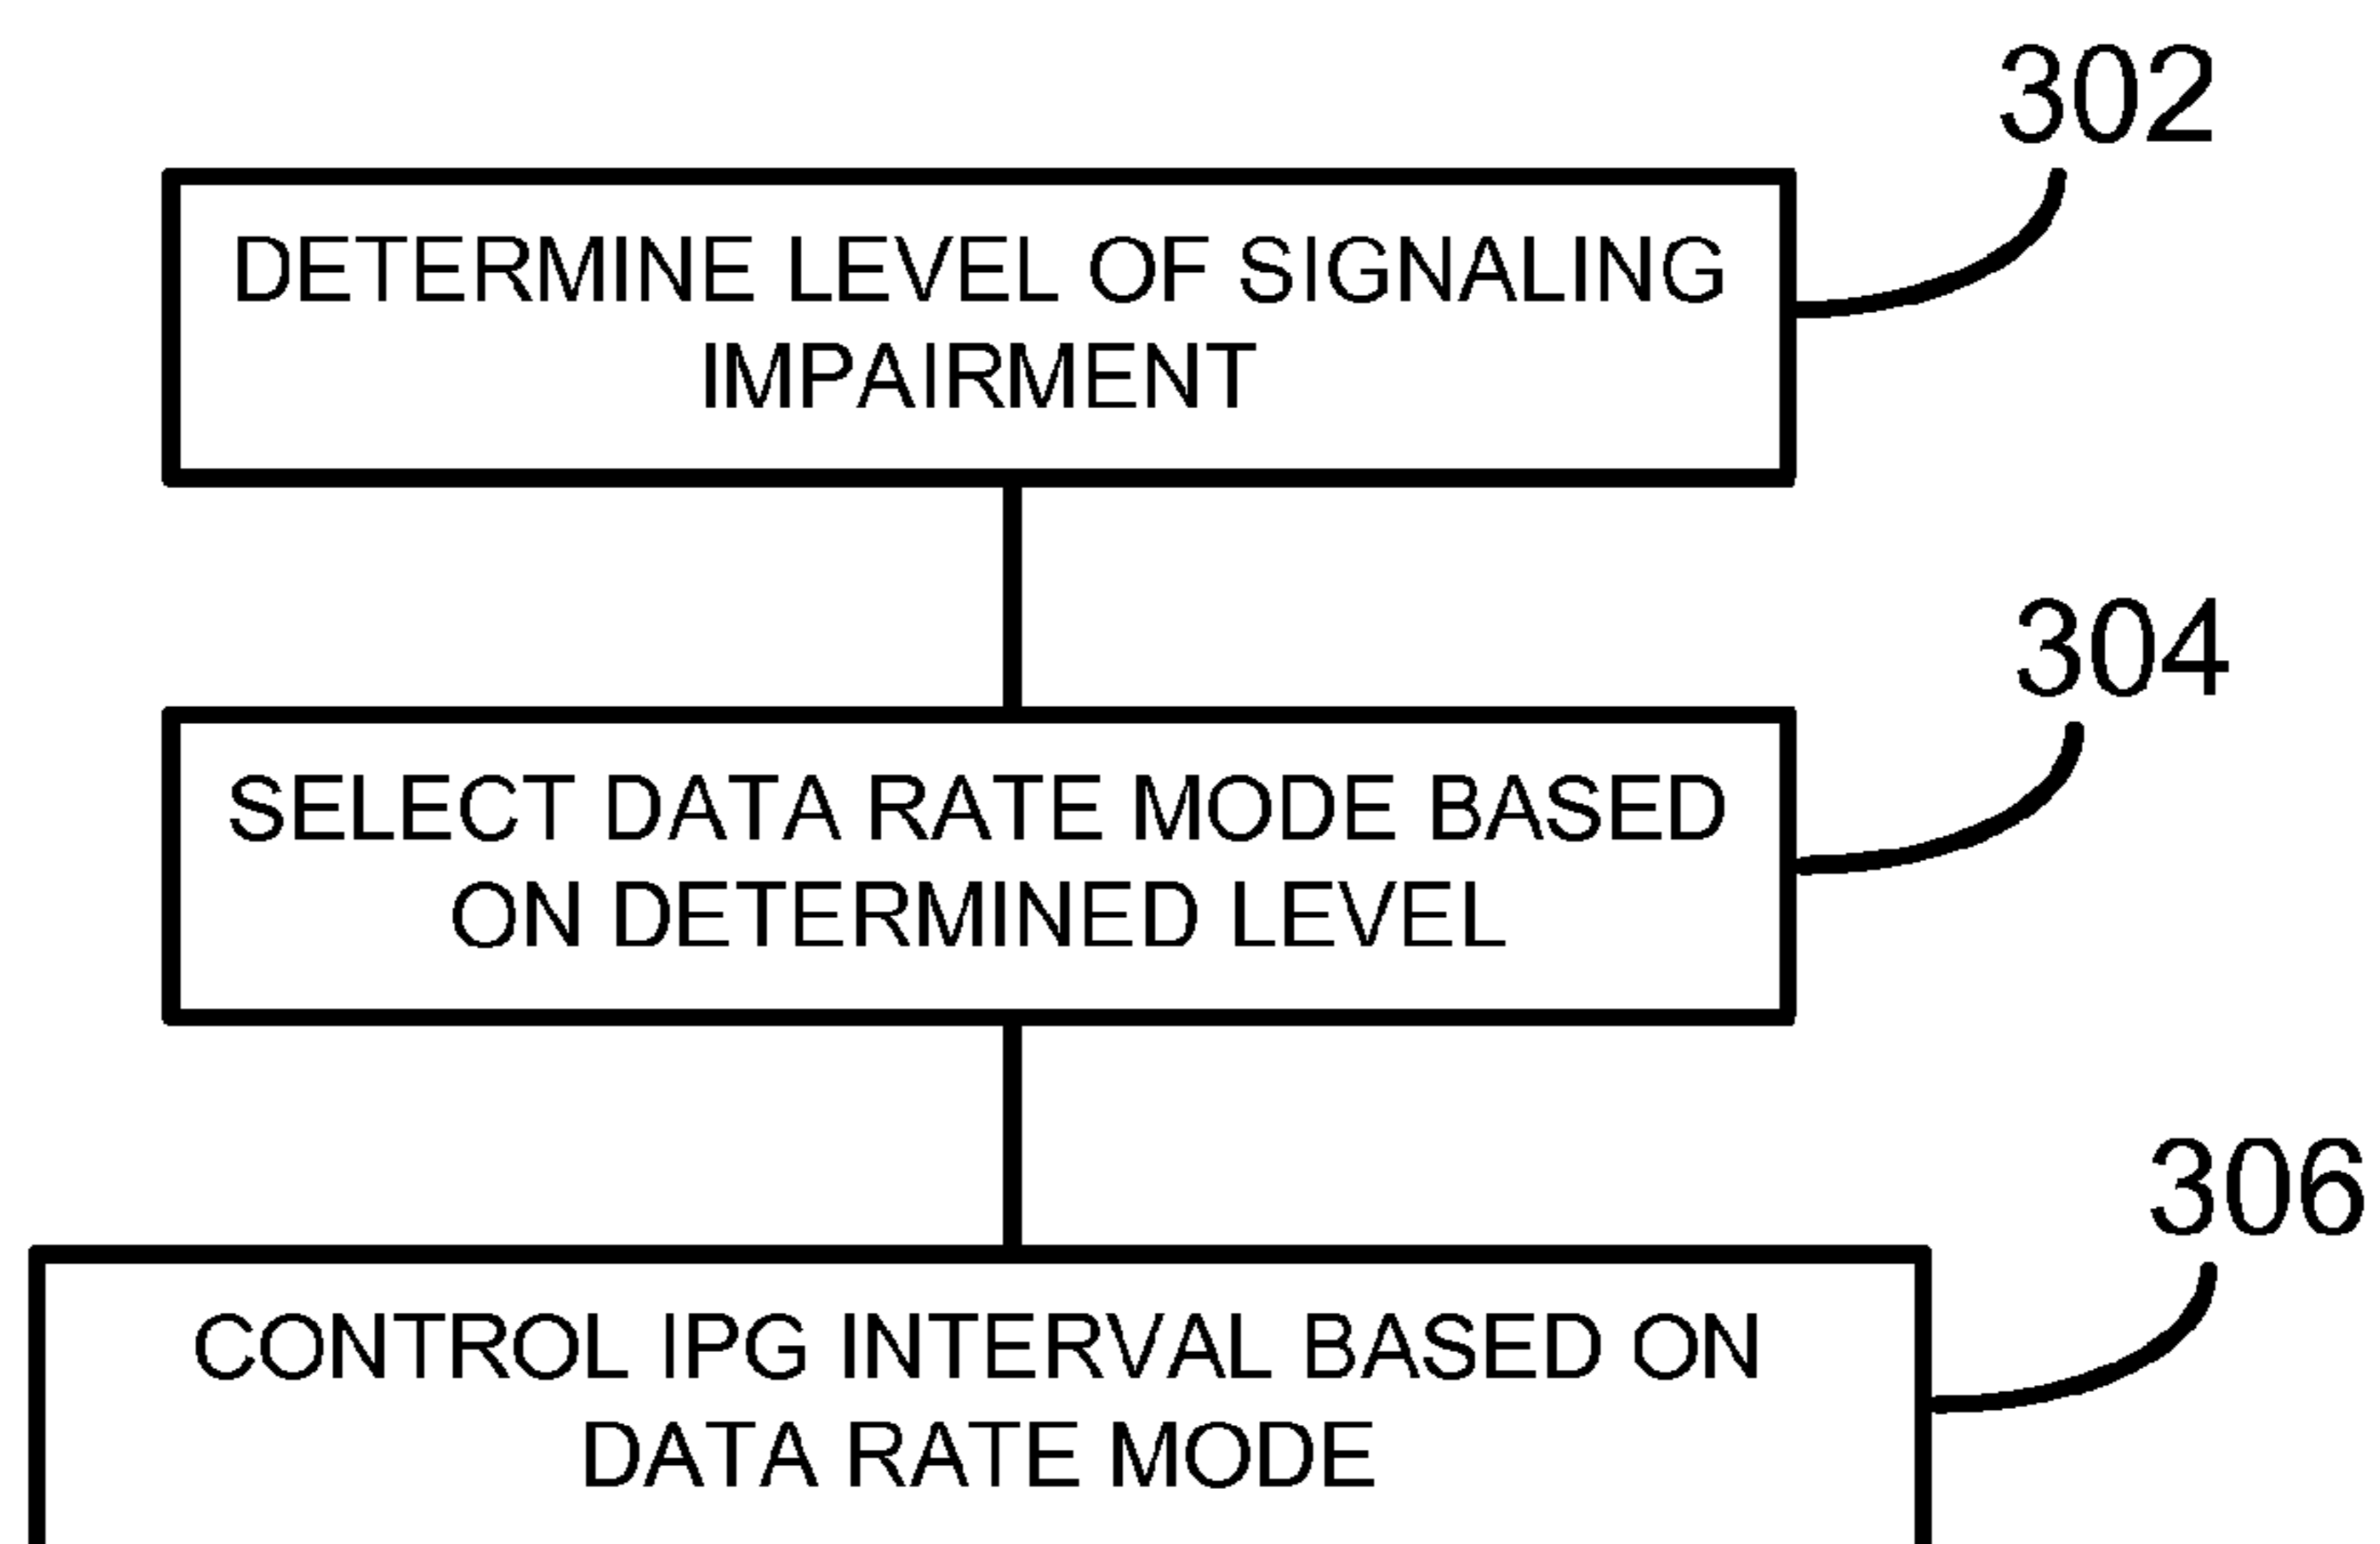 302
DETERMINE LEVEL OF SIGNALING
IMPAIRMENT
304
SELECT DATA RATE MODE BASED
ON DETERMINED LEVEL
306
CONTROL IPG INTERVAL BASED ON
DATA RATE MODE